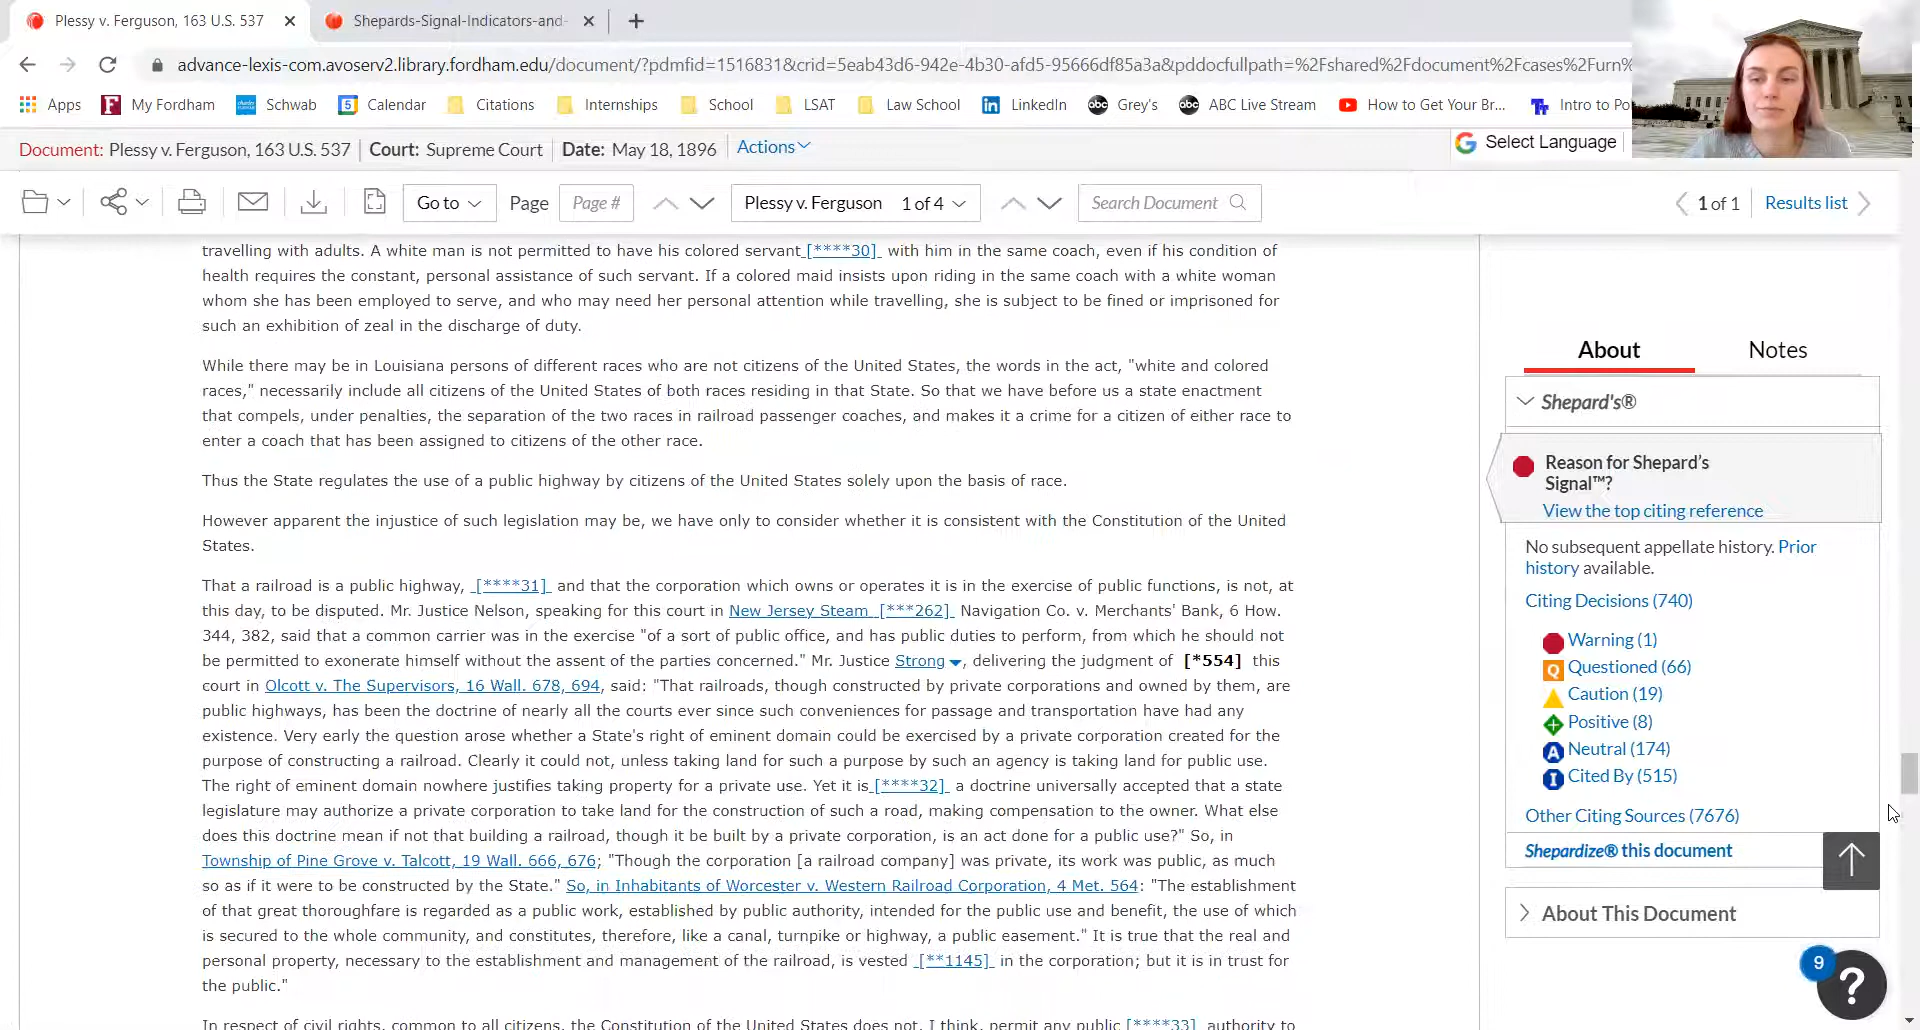 Plessy v. Ferguson, 163 U.S. 537
Shepards-Signal-Indicators-and-
advance-lexis-com.avoserv2.library.fordham.edu/document/?pdmfid=1516831&crid=5eab43d6-942e-4b30-afd5-95666df85a3a&pddocfullpath=%2Fshared%2Fdocument%2Fcases%2Furn%
Apps My Fordham Schwab Calendar Citations Internships School LSAT Law School LinkedIn Grey's ABC Live Stream How to Get Your Br... Intro to Po
Document: Plessy v. Ferguson, 163 U.S. 537 | Court: Supreme Court | Date: May 18, 1896 | Actions
Select Language
Go to Page Page # Plessy v. Ferguson 1 of 4 Search Document 1 of 1 Results list
travelling with adults. A white man is not permitted to have his colored servant [****30] with him in the same coach, even if his condition of
health requires the constant, personal assistance of such servant. If a colored maid insists upon riding in the same coach with a white woman
whom she has been employed to serve, and who may need her personal attention while travelling, she is subject to be fined or imprisoned for
such an exhibition of zeal in the discharge of duty.
While there may be in Louisiana persons of different races who are not citizens of the United States, the words in the act, "white and colored
races," necessarily include all citizens of the United States of both races residing in that State. So that we have before us a state enactment
that compels, under penalties, the separation of the two races in railroad passenger coaches, and makes it a crime for a citizen of either race to
enter a coach that has been assigned to citizens of the other race.
Thus the State regulates the use of a public highway by citizens of the United States solely upon the basis of race.
However apparent the injustice of such legislation may be, we have only to consider whether it is consistent with the Constitution of the United
States.
That a railroad is a public highway, [****31] and that the corporation which owns or operates it is in the exercise of public functions, is not, at
this day, to be disputed. Mr. Justice Nelson, speaking for this court in New Jersey Steam [***262] Navigation Co. v. Merchants' Bank, 6 How.
344, 382, said that a common carrier was in the exercise "of a sort of public office, and has public duties to perform, from which he should not
be permitted to exonerate himself without the assent of the parties concerned." Mr. Justice Strong, delivering the judgment of [*554] this
court in Olcott v. The Supervisors, 16 Wall. 678, 694, said: "That railroads, though constructed by private corporations and owned by them, are
public highways, has been the doctrine of nearly all the courts ever since such conveniences for passage and transportation have had any
existence. Very early the question arose whether a State's right of eminent domain could be exercised by a private corporation created for the
purpose of constructing a railroad. Clearly it could not, unless taking land for such a purpose by such an agency is taking land for public use.
The right of eminent domain nowhere justifies taking property for a private use. Yet it is [****32] a doctrine universally accepted that a state
legislature may authorize a private corporation to take land for the construction of such a road, making compensation to the owner. What else
does this doctrine mean if not that building a railroad, though it be built by a private corporation, is an act done for a public use?" So, in
Township of Pine Grove v. Talcott, 19 Wall. 666, 676; "Though the corporation [a railroad company] was private, its work was public, as much
so as if it were to be constructed by the State." So, in Inhabitants of Worcester v. Western Railroad Corporation, 4 Met. 564: "The establishment
of that great thoroughfare is regarded as a public work, established by public authority, intended for the public use and benefit, the use of which
is secured to the whole community, and constitutes, therefore, like a canal, turnpike or highway, a public easement." It is true that the real and
personal property, necessary to the establishment and management of the railroad, is vested [**1145] in the corporation; but it is in trust for
the public."
In respect of civil rights, common to all citizens, the Constitution of the United States does not, I think, permit any public [****33] authority to
About Notes
Shepard's®
Reason for Shepard's
Signal™?
View the top citing reference
No subsequent appellate history. Prior
history available.
Citing Decisions (740)
Warning (1)
Q Questioned (66)
Caution (19)
Positive (8)
A Neutral (174)
I Cited By (515)
Other Citing Sources (7676)
Shepardize® this document
About This Document
9
?